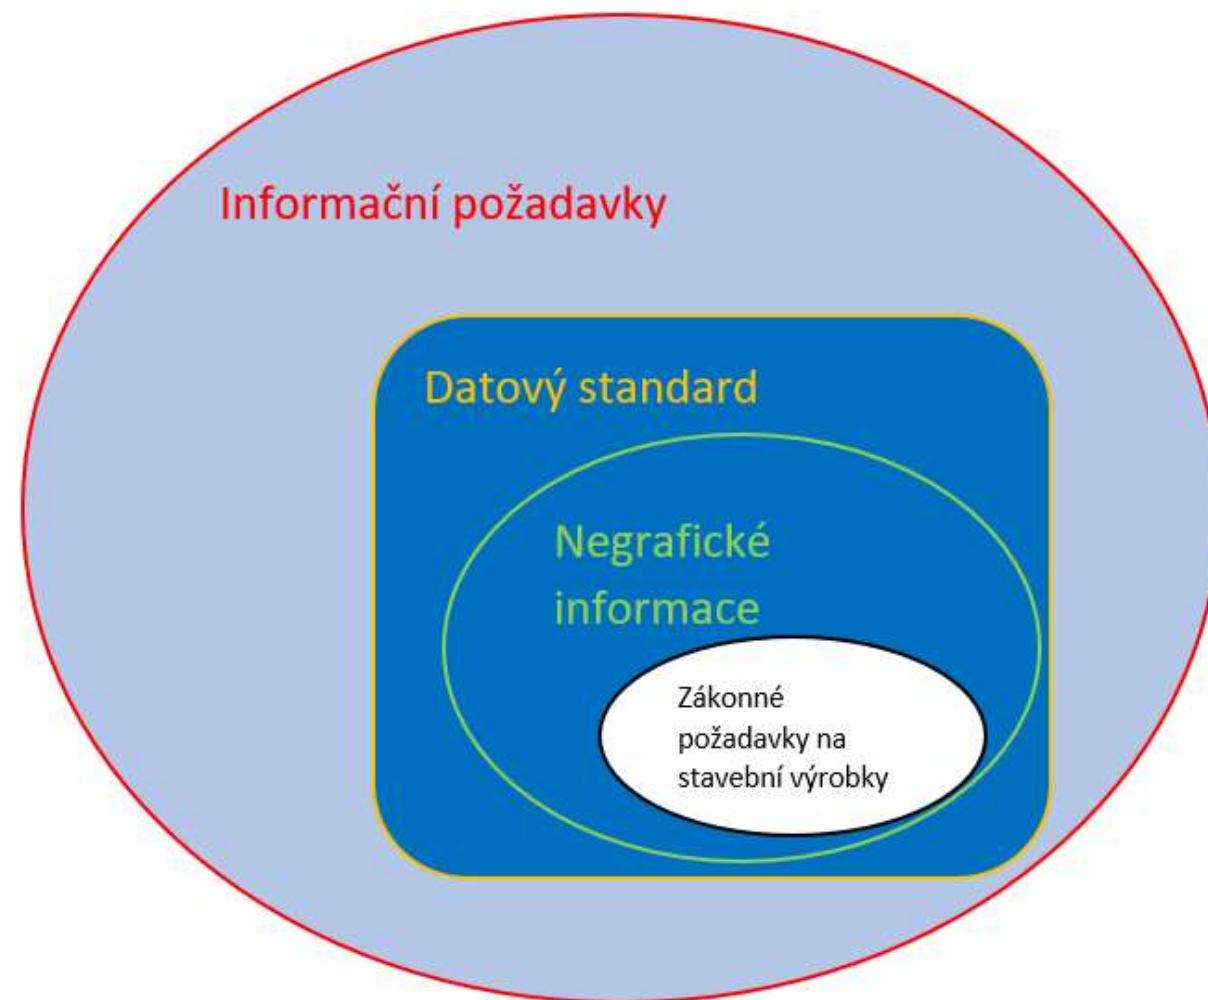 Informační požadavky
Datový standard
Negrafické
informace
Zákonné
požadavky na
stavební výrobky